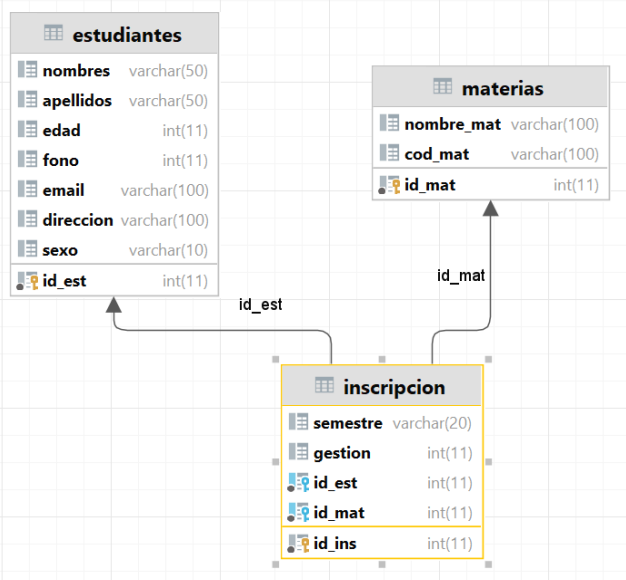 estudiantes
nombres varchar(50)
apellidos varchar(50)
edad int(11)
fono int(11)
email varchar(100)
direccion varchar(100)
sexo varchar(10)
id_est int(11)
materias
nombre_mat varchar(100)
cod_mat varchar(100)
id_mat int(11)
id_est
id_mat
inscripcion
semestre varchar(20)
gestion int(11)
id_est int(11)
id_mat int(11)
id_ins int(11)